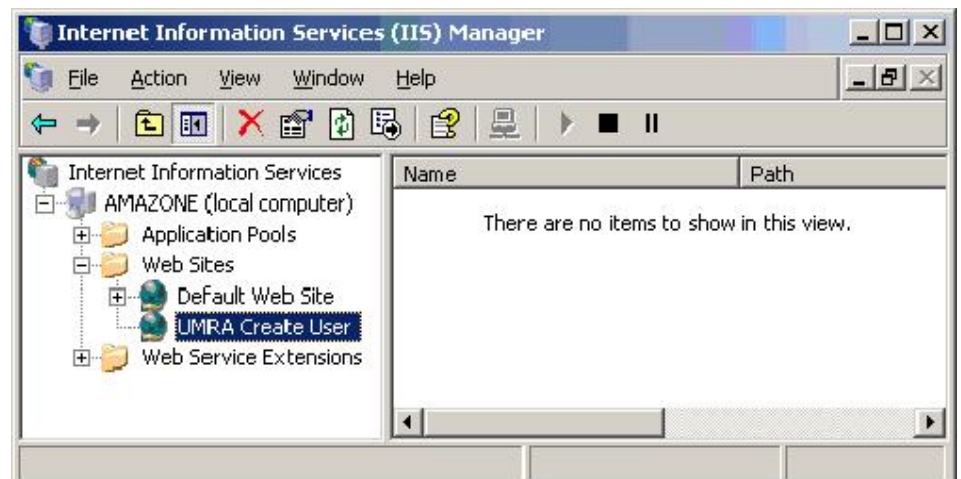 Internet Information Services (IIS) Manager
File Action View Window Help
Internet Information Services
AMAZONE (local computer)
Application Pools
Web Sites
Default Web Site
UMRA Create User
Web Service Extensions
Name Path
There are no items to show in this view.